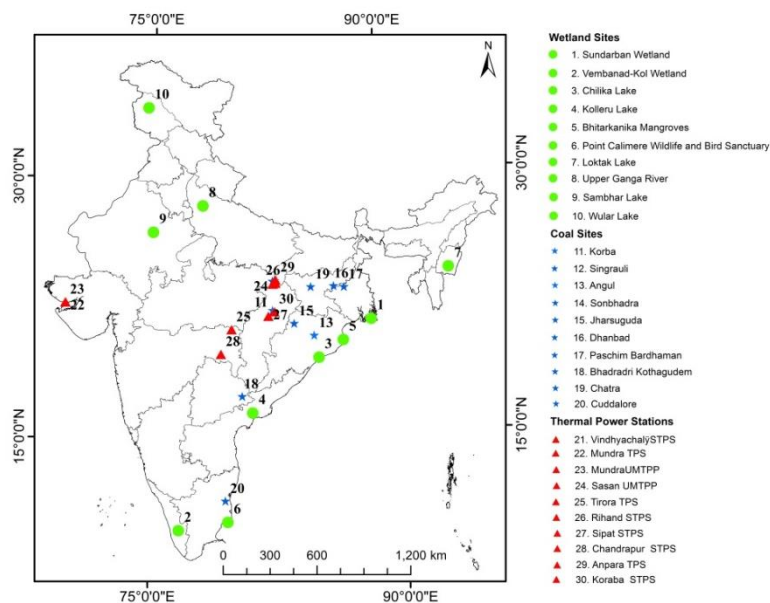 75°0'0"E
90°0'0"E
N
10
30°0'0"N
30°0'0"N
8
9
7
29
26
24
19
16
17
23
22
11
30
27
15
13
1
25
5
28
3
18
4
15°0'0"N
15°0'0"N
20
6
2
0
300
600
1,200 km
75°0'0"E
90°0'0"E
Wetland Sites
1. Sundarban Wetland
2. Vembanad-Kol Wetland
3. Chilika Lake
4. Kolleru Lake
5. Bhitarkanika Mangroves
6. Point Calimere Wildlife and Bird Sanctuary
7. Loktak Lake
8. Upper Ganga River
9. Sambhar Lake
10. Wular Lake
Coal Sites
11. Korba
12. Singrauli
13. Angul
14. Sonbhadra
15. Jharsuguda
16. Dhanbad
17. Paschim Bardhaman
18. Bhadradri Kothagudem
19. Chatra
20. Cuddalore
Thermal Power Stations
21. VindhyachalÿSTPS
22. Mundra TPS
23. MundraUMTPP
24. Sasan UMTPP
25. Tirora TPS
26. Rihand STPS
27. Sipat STPS
28. Chandrapur STPS
29. Anpara TPS
30. Koraba STPS